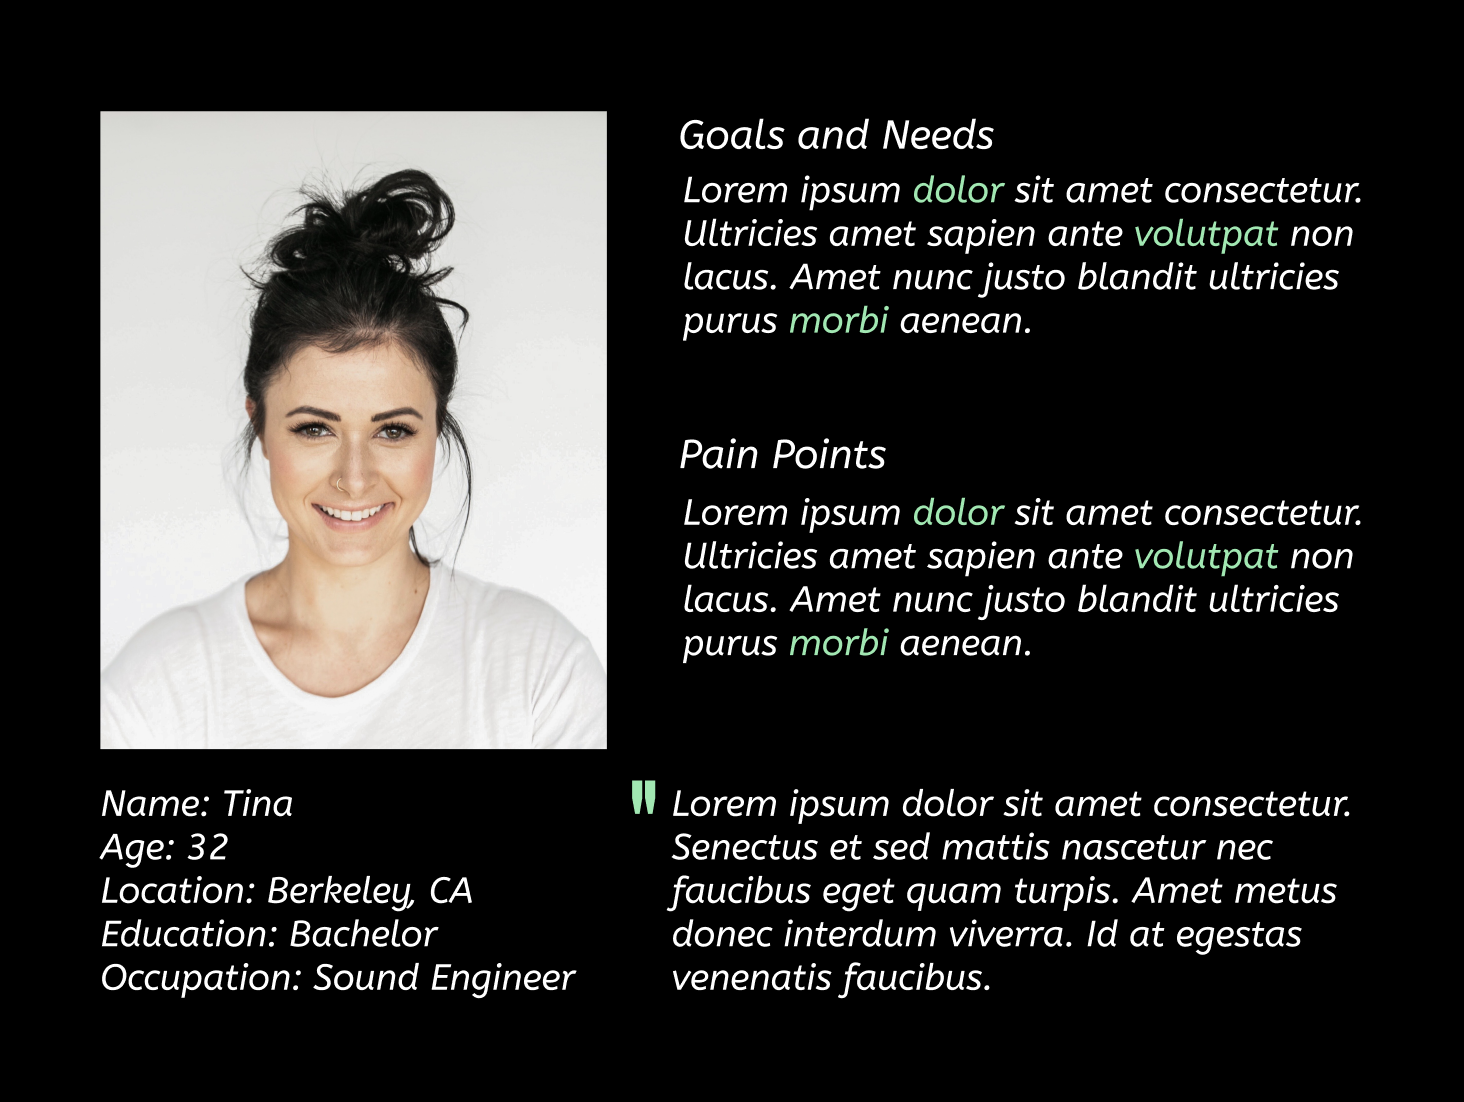 Goals and Needs
Lorem ipsum dolor sit amet consectetur.
Ultricies amet sapien ante volutpat non
lacus. Amet nunc justo blandit ultricies
purus morbi aenean.
Pain Points
Lorem ipsum dolor sit amet consectetur.
Ultricies amet sapien ante volutpat non
lacus. Amet nunc justo blandit ultricies
purus morbi aenean.
Name: Tina
Age: 32
Location: Berkeley, CA
Education: Bachelor
Occupation: Sound Engineer
" Lorem ipsum dolor sit amet consectetur.
Senectus et sed mattis nascetur nec
faucibus eget quam turpis. Amet metus
donec interdum viverra. Id at egestas
venenatis faucibus.